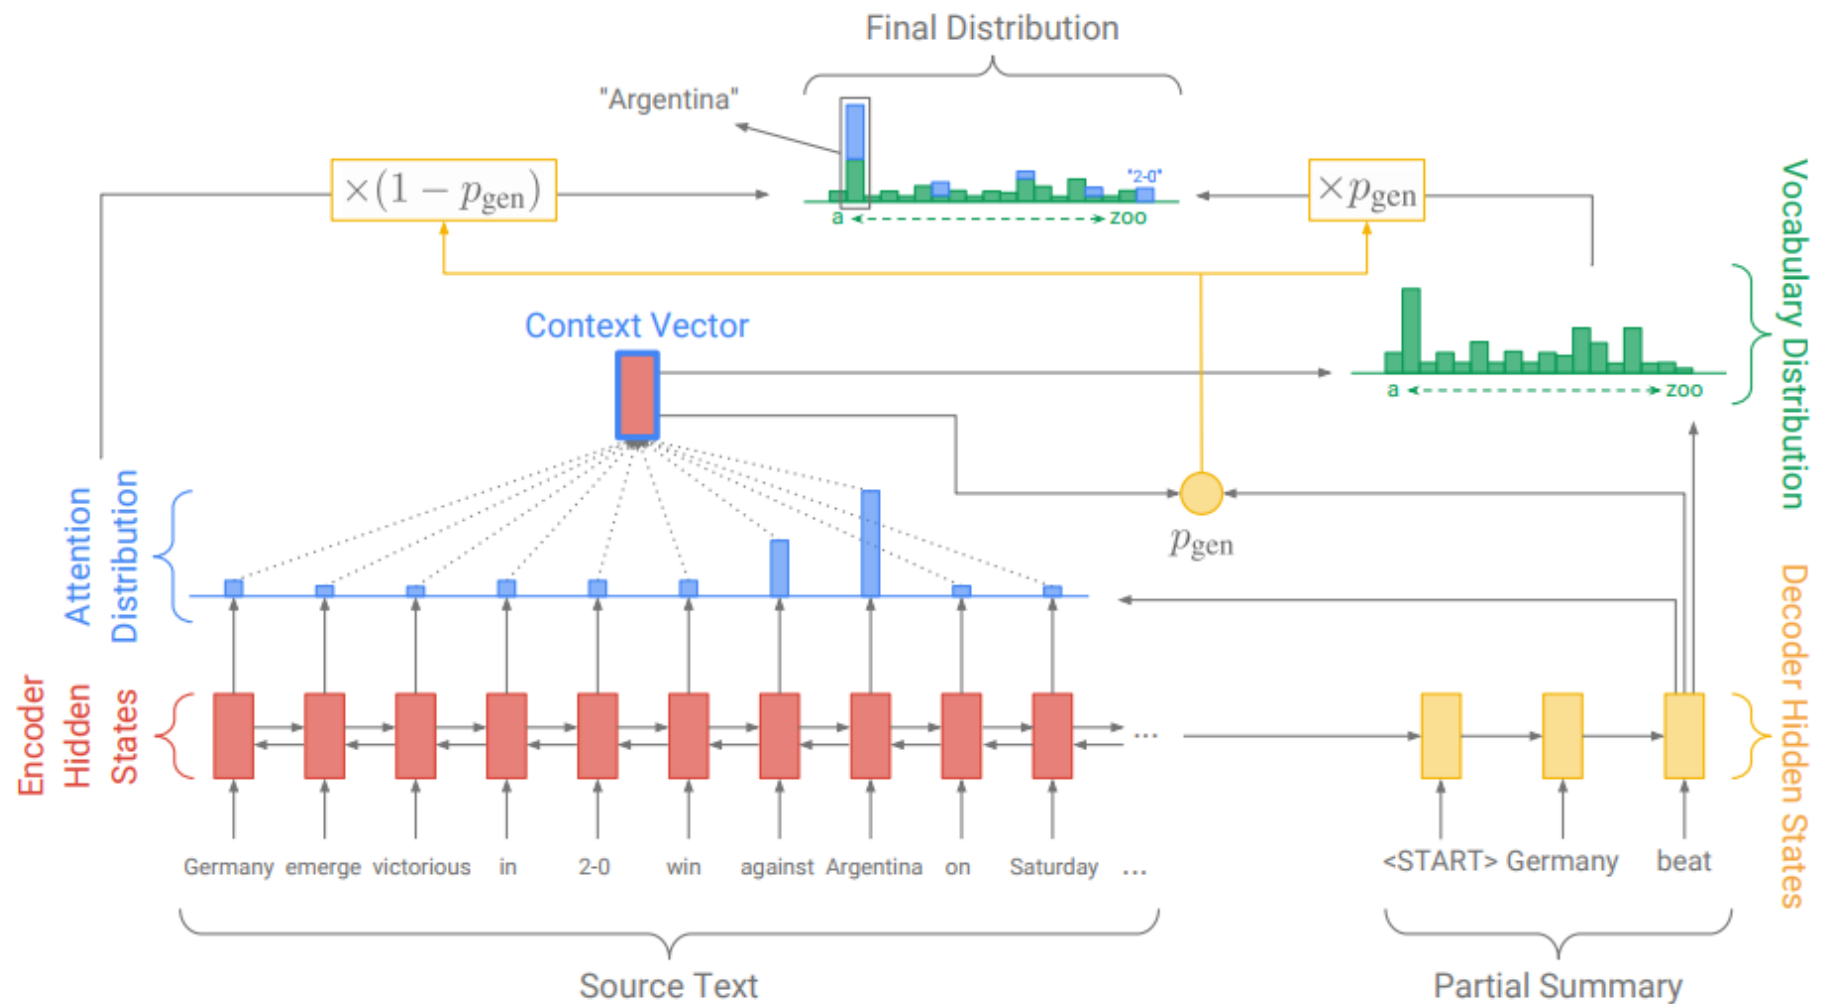 Final Distribution
"Argentina"
×(1 − p_gen)
"2-0"
×p_gen
a zoo
Context Vector
a zoo
Vocabulary Distribution
Attention
Distribution
p_gen
Encoder
Hidden
States
...
Decoder Hidden States
Germany emerge victorious in 2-0 win against Argentina on Saturday ...
<START> Germany beat
Source Text
Partial Summary